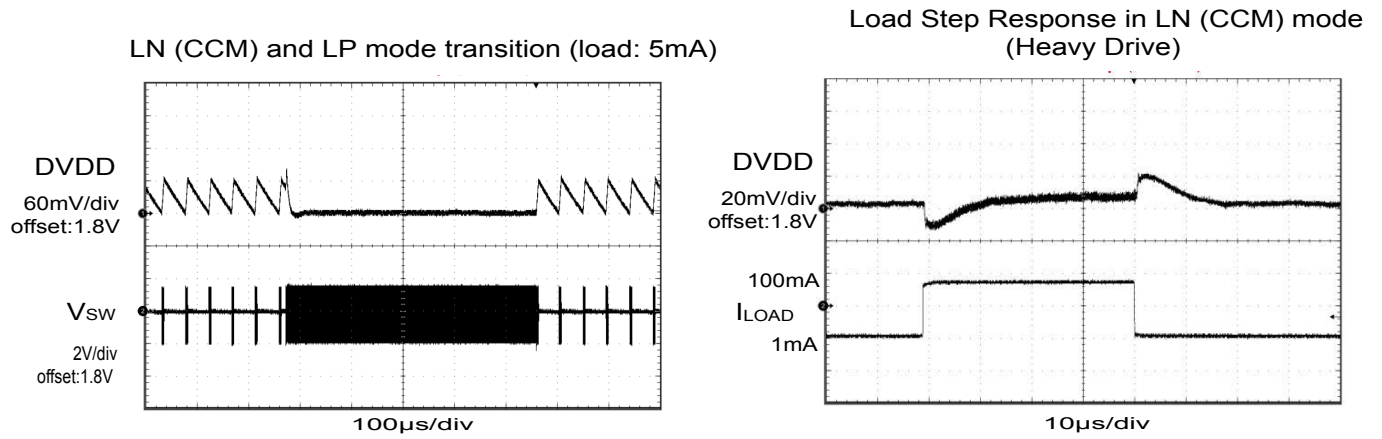 LN (CCM) and LP mode transition (load: 5mA)
DVDD
60mV/div
offset:1.8V
VSW
2V/div
offset:1.8V
100µs/div
Load Step Response in LN (CCM) mode
(Heavy Drive)
DVDD
20mV/div
offset:1.8V
100mA
ILOAD
1mA
10µs/div